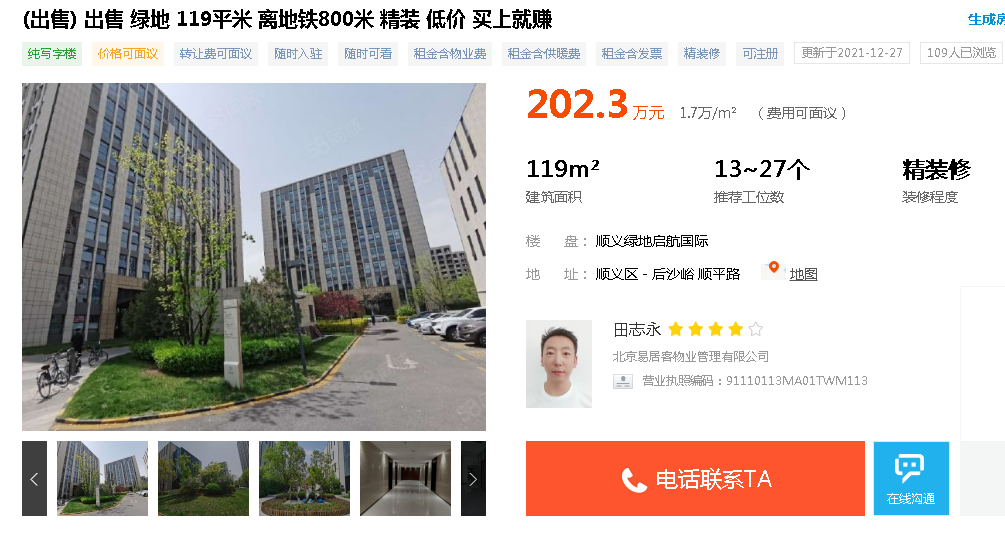 (出售) 出售 绿地 119平米 离地铁800米 精装 低价 买上就赚
生成房
纯写字楼 价格可面议 转让费可面议 随时入驻 随时可看 租金含物业费 租金含供暖费 租金含发票 精装修 可注册 更新于2021-12-27 109人已浏览
202.3 万元 1.7万/m² （费用可面议）
119m² 13~27个 精装修
建筑面积 推荐工位数 装修程度
楼 盘： 顺义绿地启航国际
地 址： 顺义区 - 后沙峪 顺平路 地图
田志永
北京易居客物业管理有限公司
营业执照编码：91110113MA01TWM113
电话联系TA
在线沟通